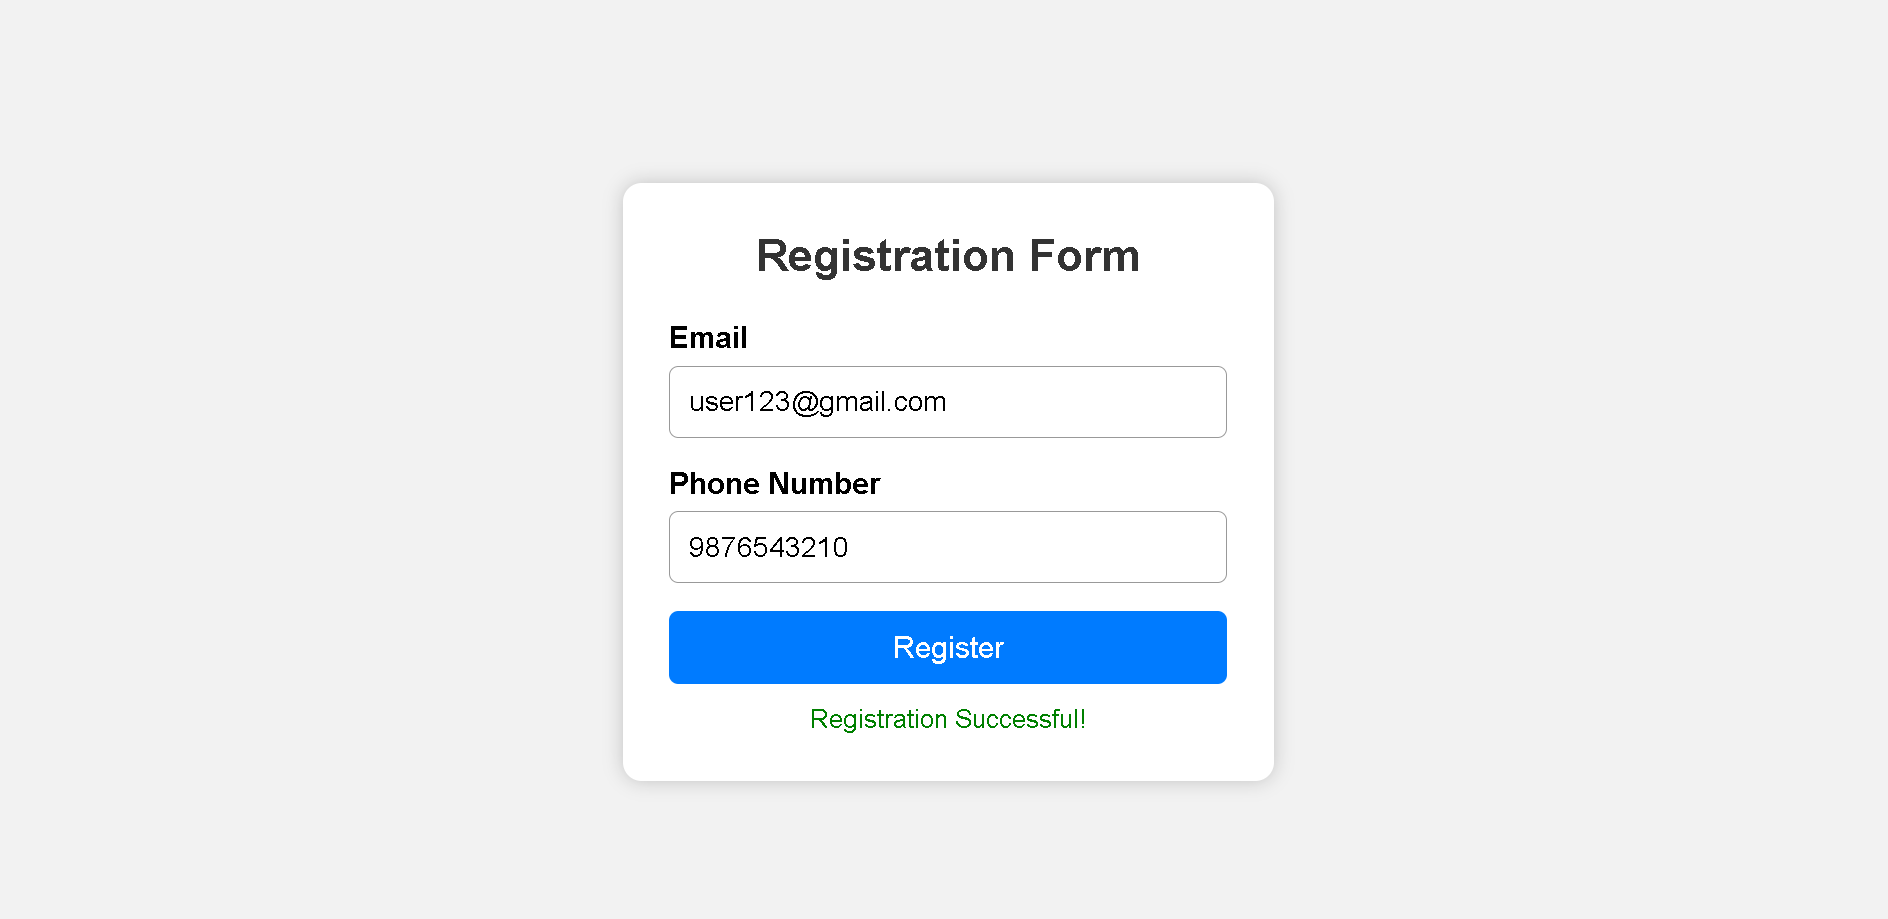 Registration Form
Email
user123@gmail.com
Phone Number
9876543210
Register
Registration Successful!